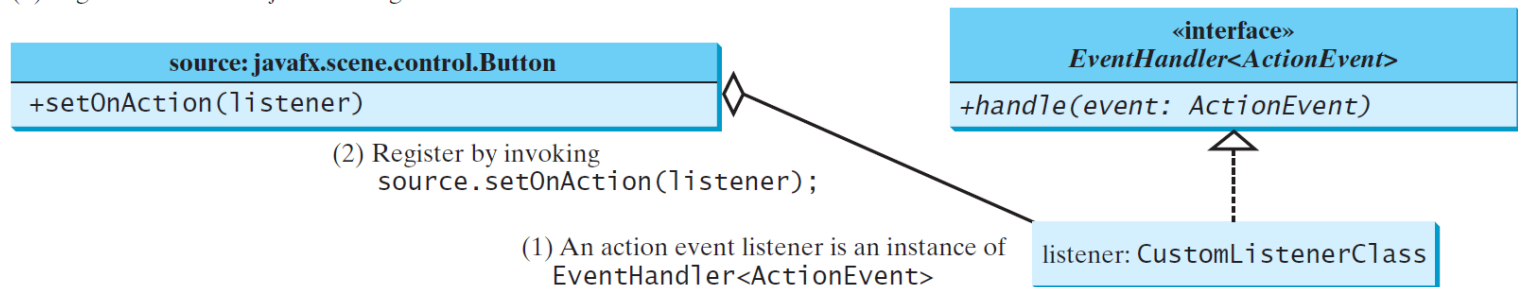 «interface»
EventHandler<ActionEvent>
source: javafx.scene.control.Button
+setOnAction(listener)
+handle(event: ActionEvent)
(2) Register by invoking
source.setOnAction(listener);
(1) An action event listener is an instance of
EventHandler<ActionEvent>
listener: CustomListenerClass